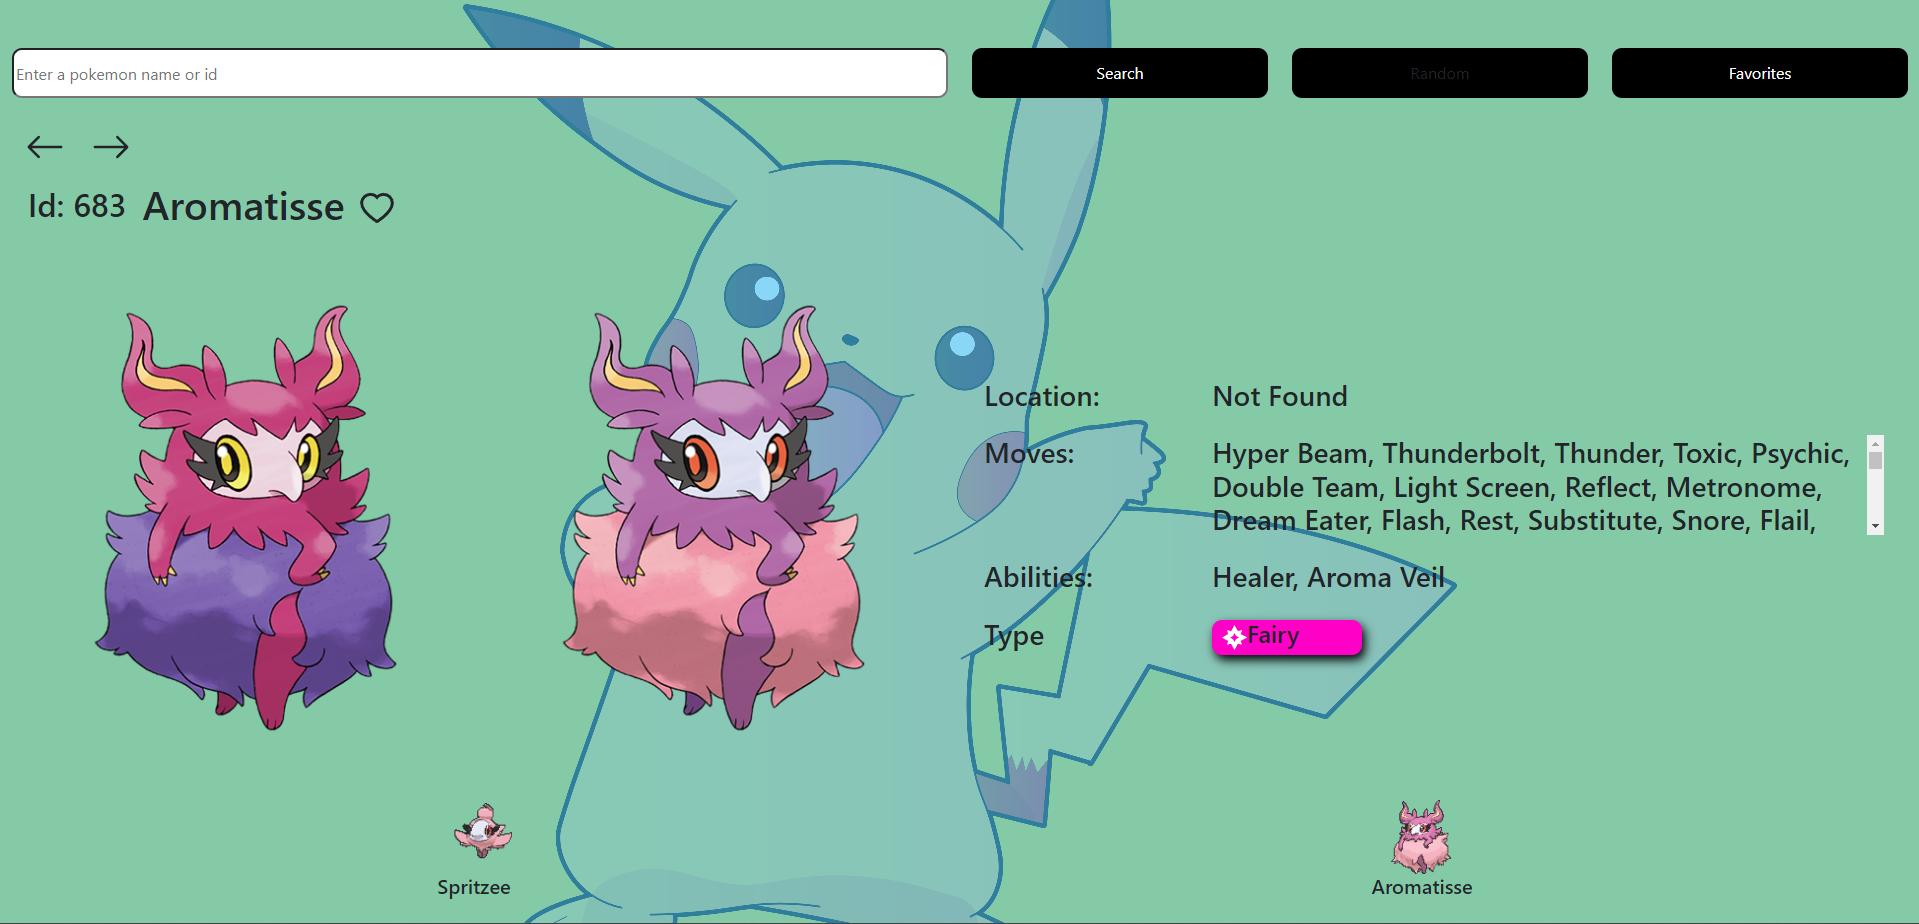 Enter a pokemon name or id
Search
Random
Favorites
Id: 683 Aromatisse
Location: Not Found
Moves: Hyper Beam, Thunderbolt, Thunder, Toxic, Psychic,
Double Team, Light Screen, Reflect, Metronome,
Dream Eater, Flash, Rest, Substitute, Snore, Flail,
Abilities: Healer, Aroma Veil
Type Fairy
Spritzee
Aromatisse